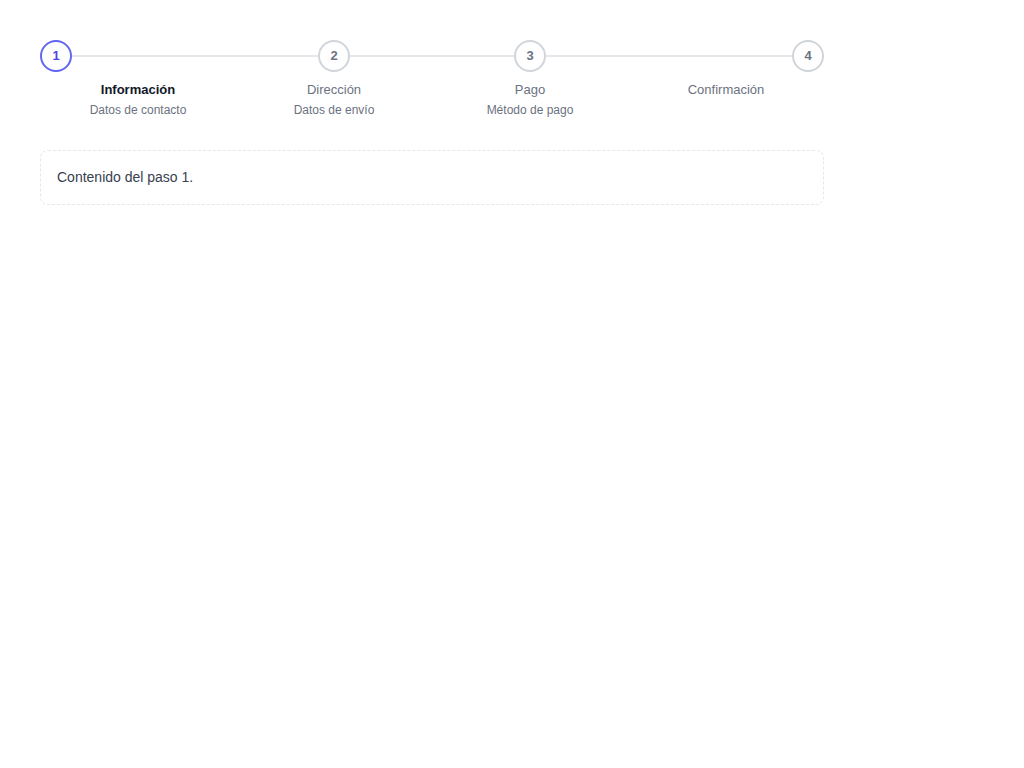 1 2 3 4
Información Dirección Pago Confirmación
Datos de contacto Datos de envío Método de pago
Contenido del paso 1.